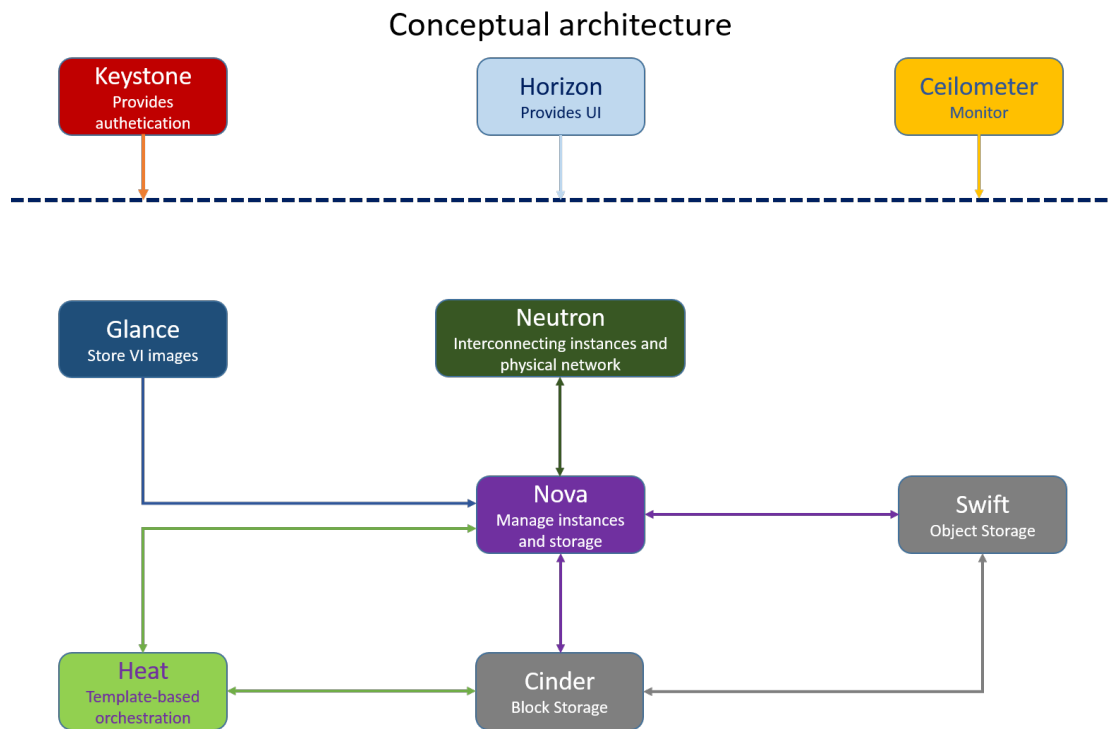 Conceptual architecture
Keystone
Provides
authetication
Horizon
Provides UI
Ceilometer
Monitor
Glance
Store VI images
Neutron
Interconnecting instances and
physical network
Nova
Manage instances
and storage
Swift
Object Storage
Heat
Template-based
orchestration
Cinder
Block Storage